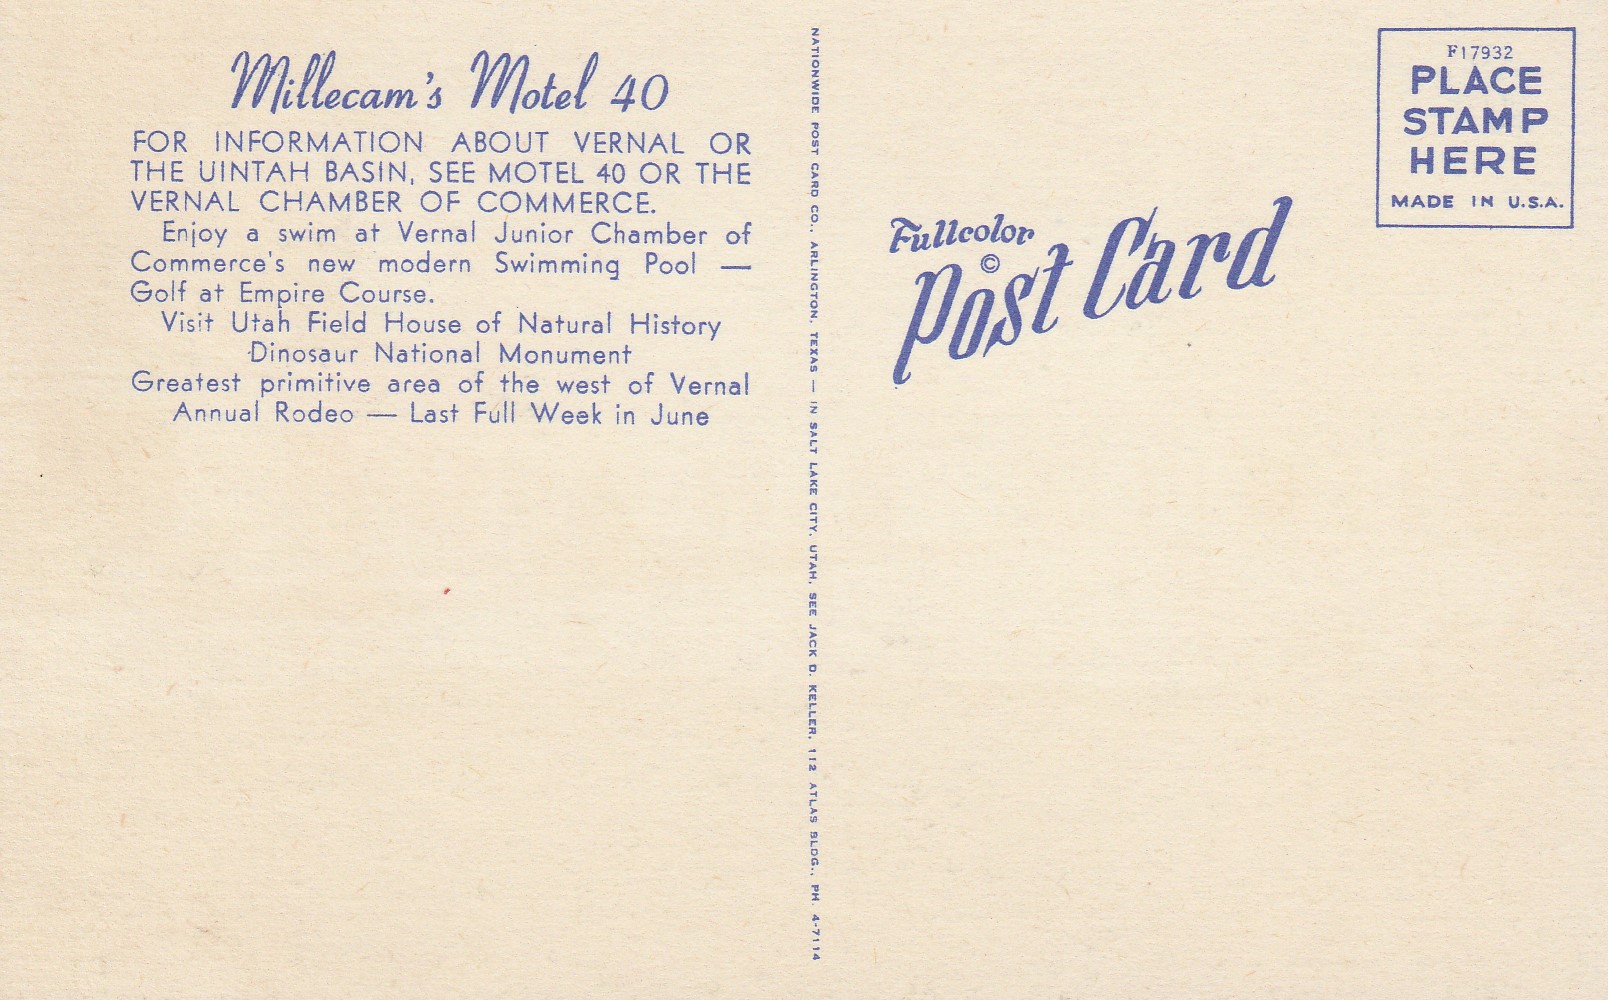 Millecam's Motel 40
FOR INFORMATION ABOUT VERNAL OR
THE UINTAH BASIN, SEE MOTEL 40 OR THE
VERNAL CHAMBER OF COMMERCE.
Enjoy a swim at Vernal Junior Chamber of
Commerce's new modern Swimming Pool —
Golf at Empire Course.
Visit Utah Field House of Natural History
Dinosaur National Monument
Greatest primitive area of the west of Vernal
Annual Rodeo — Last Full Week in June
NATIONWIDE POST CARD CO., ARLINGTON, TEXAS — IN SALT LAKE CITY, UTAH, SEE JACK D. KELLER, 112 ATLAS BLDG., PH. 4-7114
Fullcolor
©
Post Card
F17932
PLACE
STAMP
HERE
MADE IN U.S.A.